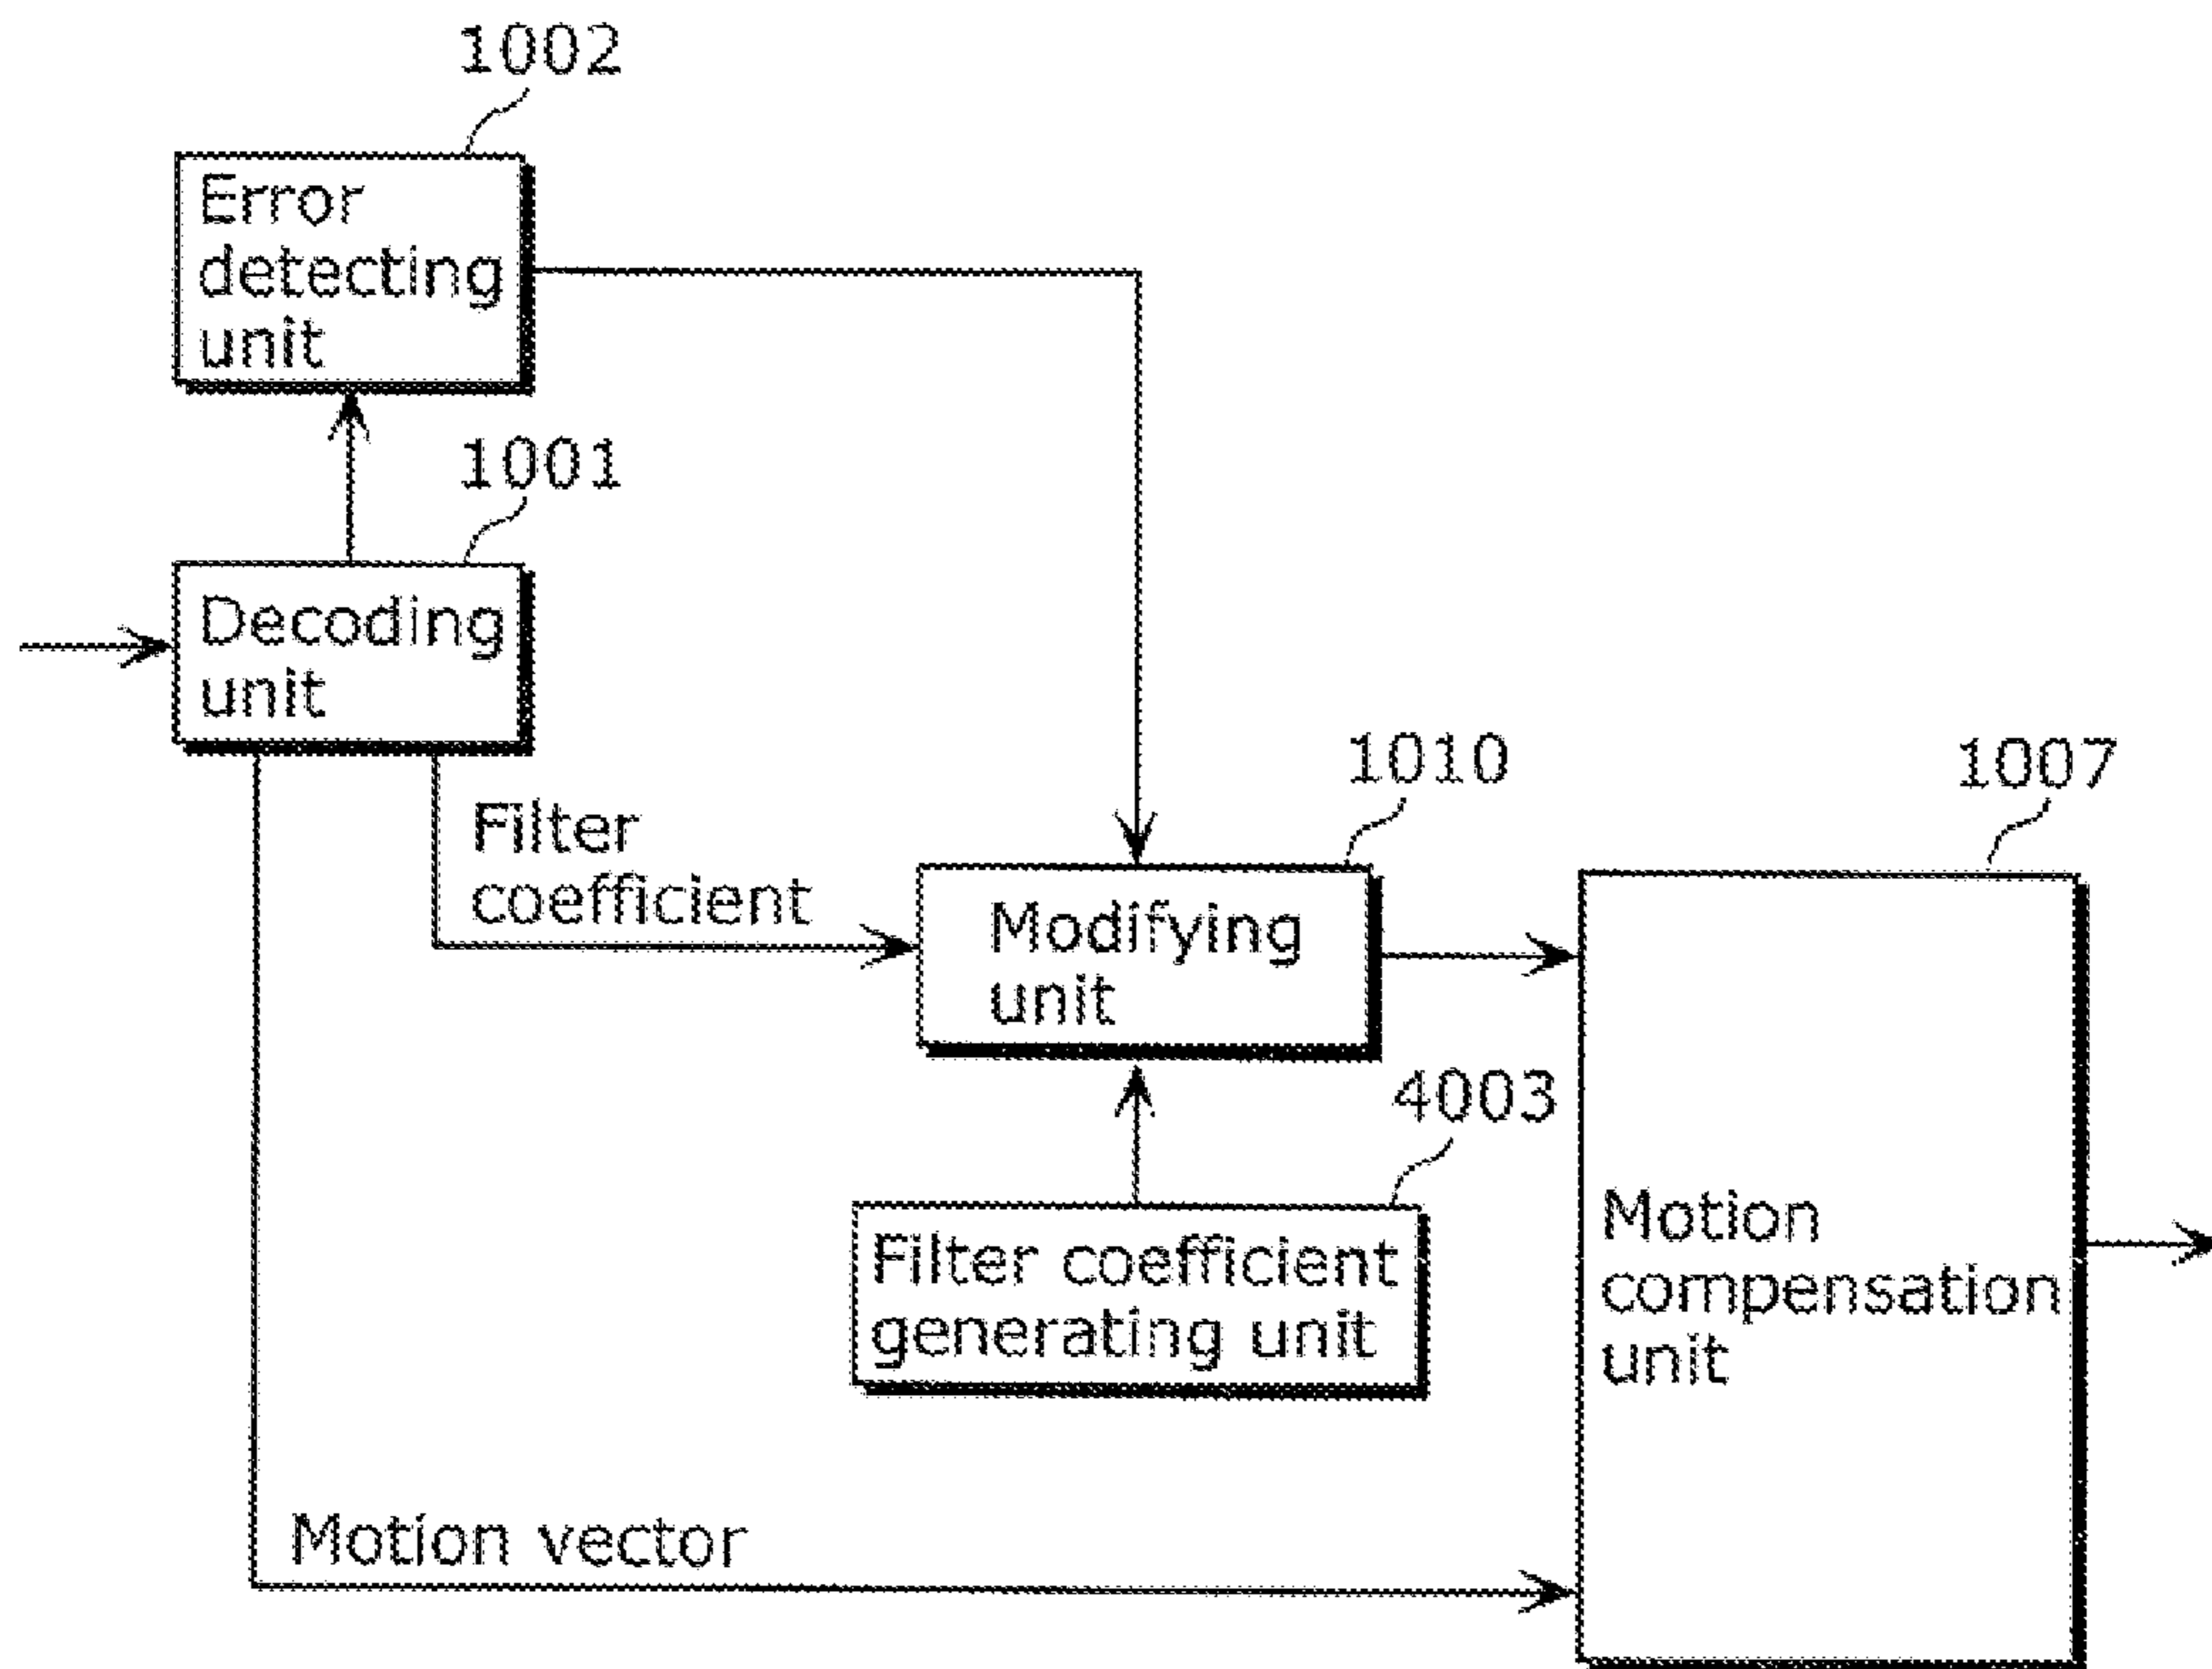 1002
Error
detecting
unit
1001
Decoding
unit
Filter
coefficient
1010
Modifying
unit
1007
4003
Filter coefficient
generating unit
Motion
compensation
unit
Motion vector